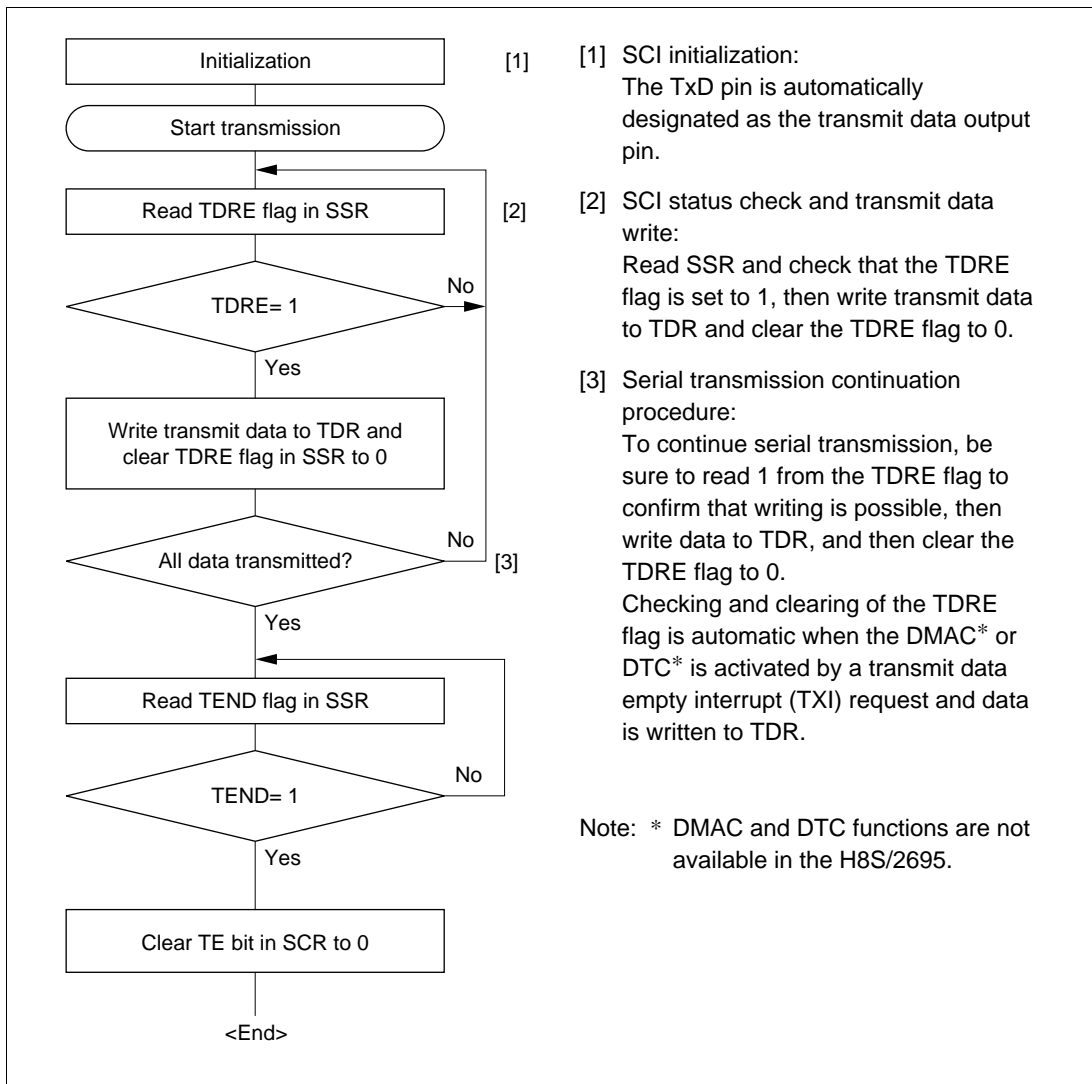 Initialization
[1]
Start transmission
Read TDRE flag in SSR
[2]
No
TDRE= 1
Yes
Write transmit data to TDR and
clear TDRE flag in SSR to 0
No
All data transmitted?
[3]
Yes
Read TEND flag in SSR
No
TEND= 1
Yes
Clear TE bit in SCR to 0
<End>
[1] SCI initialization:
The TxD pin is automatically
designated as the transmit data output
pin.
[2] SCI status check and transmit data
write:
Read SSR and check that the TDRE
flag is set to 1, then write transmit data
to TDR and clear the TDRE flag to 0.
[3] Serial transmission continuation
procedure:
To continue serial transmission, be
sure to read 1 from the TDRE flag to
confirm that writing is possible, then
write data to TDR, and then clear the
TDRE flag to 0.
Checking and clearing of the TDRE
flag is automatic when the DMAC* or
DTC* is activated by a transmit data
empty interrupt (TXI) request and data
is written to TDR.
Note: * DMAC and DTC functions are not
available in the H8S/2695.